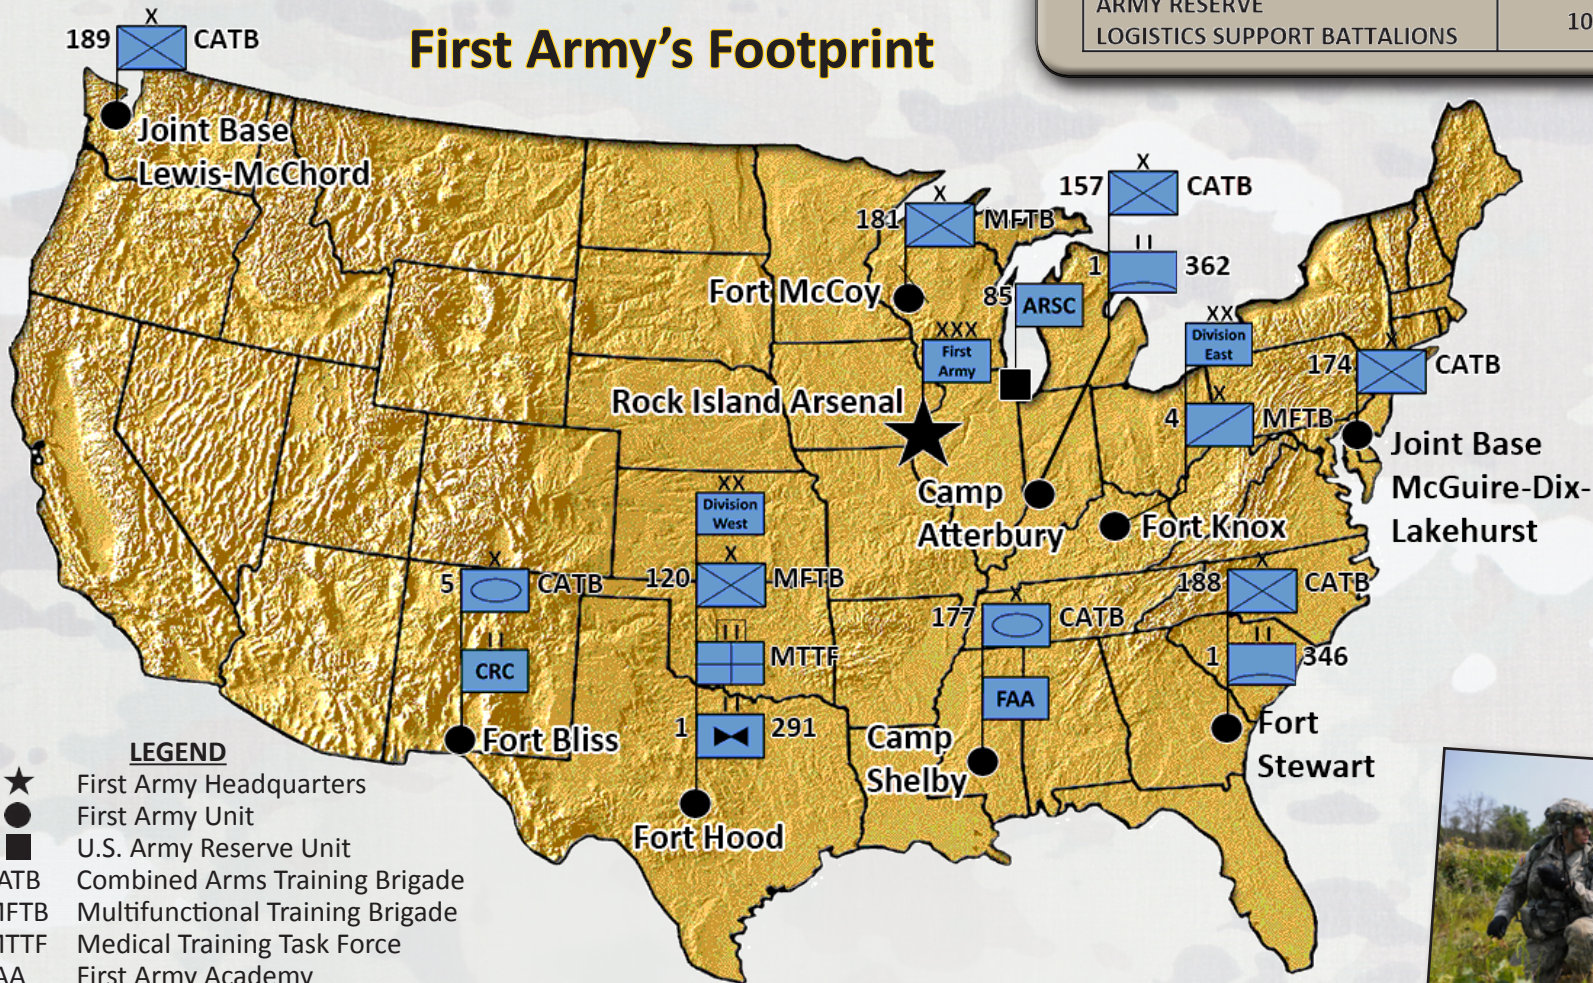 ARMY RESERVE
LOGISTICS SUPPORT BATTALIONS
10
First Army's Footprint
X
189 CATB
Joint Base
Lewis-McChord
X
181 MFTB
Fort McCoy
X
157 CATB
II
1 362
85 ARSC
XXX
First
Army
Rock Island Arsenal
XX
Division
East
X
4 MFTB
X
174 CATB
Joint Base
McGuire-Dix-
Lakehurst
Camp
Atterbury
Fort Knox
XX
Division
West
X
120 MFTB
II
MTTF
II
1 291
Fort Hood
X
5 CATB
II
CRC
Fort Bliss
X
177 CATB
FAA
Camp
Shelby
X
188 CATB
II
1 346
Fort
Stewart
LEGEND
First Army Headquarters
First Army Unit
U.S. Army Reserve Unit
ATB Combined Arms Training Brigade
MFTB Multifunctional Training Brigade
MTTF Medical Training Task Force
AA First Army Academy